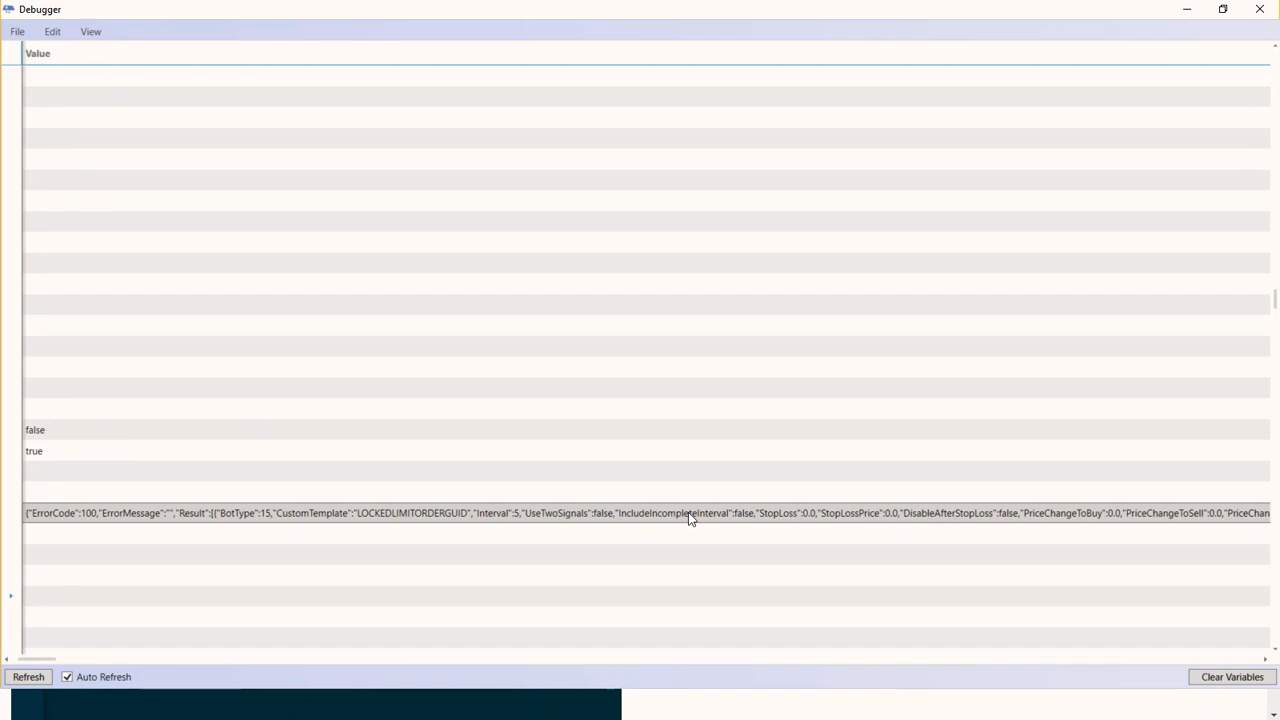 Debugger
File Edit View
Value
false
true
{"ErrorCode":100,"ErrorMessage":"","Result":[{"BotType":15,"CustomTemplate":"LOCKEDLIMITORDERGUID","Interval":5,"UseTwoSignals":false,"IncludeIncompleteInterval":false,"StopLoss":0.0,"StopLossPrice":0.0,"DisableAfterStopLoss":false,"PriceChangeToBuy":0.0,"PriceChangeToSell":0.0,"PriceChan
Refresh Auto Refresh Clear Variables